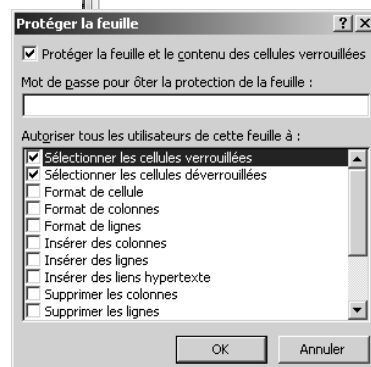 Protéger la feuille
Protéger la feuille et le contenu des cellules verrouillées
Mot de passe pour ôter la protection de la feuille :
Autoriser tous les utilisateurs de cette feuille à :
Sélectionner les cellules verrouillées
Sélectionner les cellules déverrouillées
Format de cellule
Format de colonnes
Format de lignes
Insérer des colonnes
Insérer des lignes
Insérer des liens hypertexte
Supprimer les colonnes
Supprimer les lignes
OK Annuler